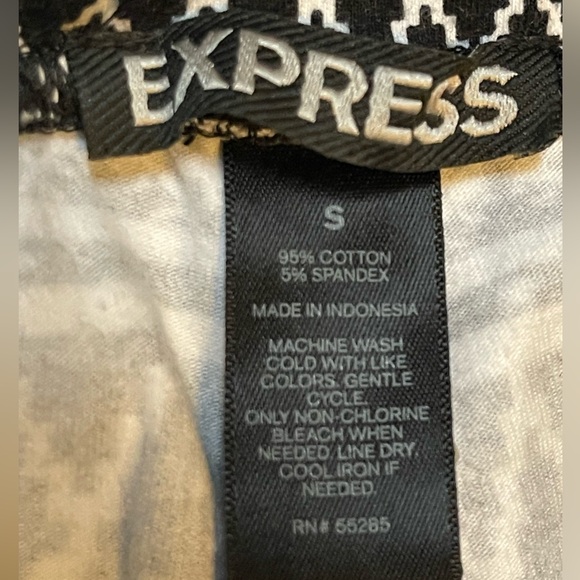 EXPRESS
S
95% COTTON
5% SPANDEX
MADE IN INDONESIA
MACHINE WASH
COLD WITH LIKE
COLORS. GENTLE
CYCLE.
ONLY NON-CHLORINE
BLEACH WHEN
NEEDED. LINE DRY.
COOL IRON IF
NEEDED.
RN# 55285